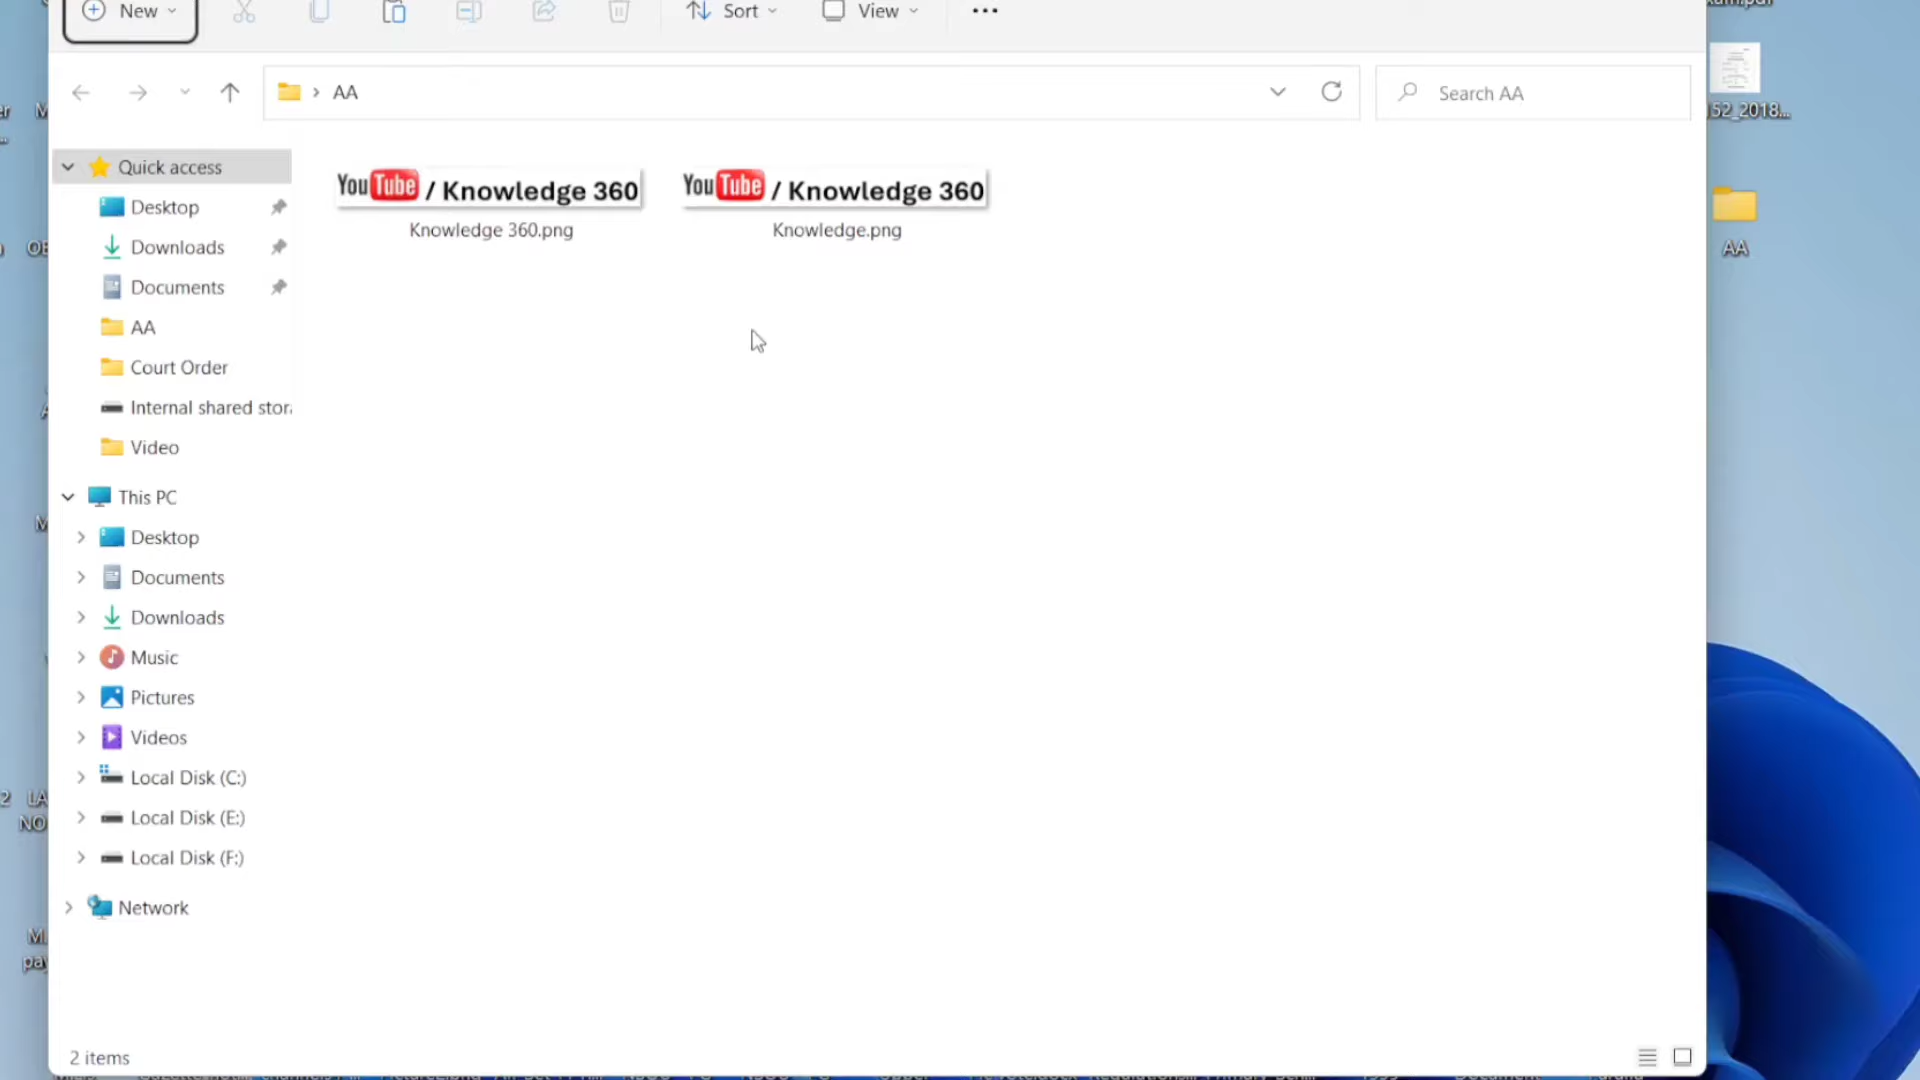 New
Sort
View
AA
Search AA
Quick access
Desktop
Downloads
Documents
AA
Court Order
Internal shared stor
Video
This PC
Desktop
Documents
Downloads
Music
Pictures
Videos
Local Disk (C:)
Local Disk (E:)
Local Disk (F:)
Network
YouTube / Knowledge 360
Knowledge 360.png
YouTube / Knowledge 360
Knowledge.png
2 items
152_2018...
AA